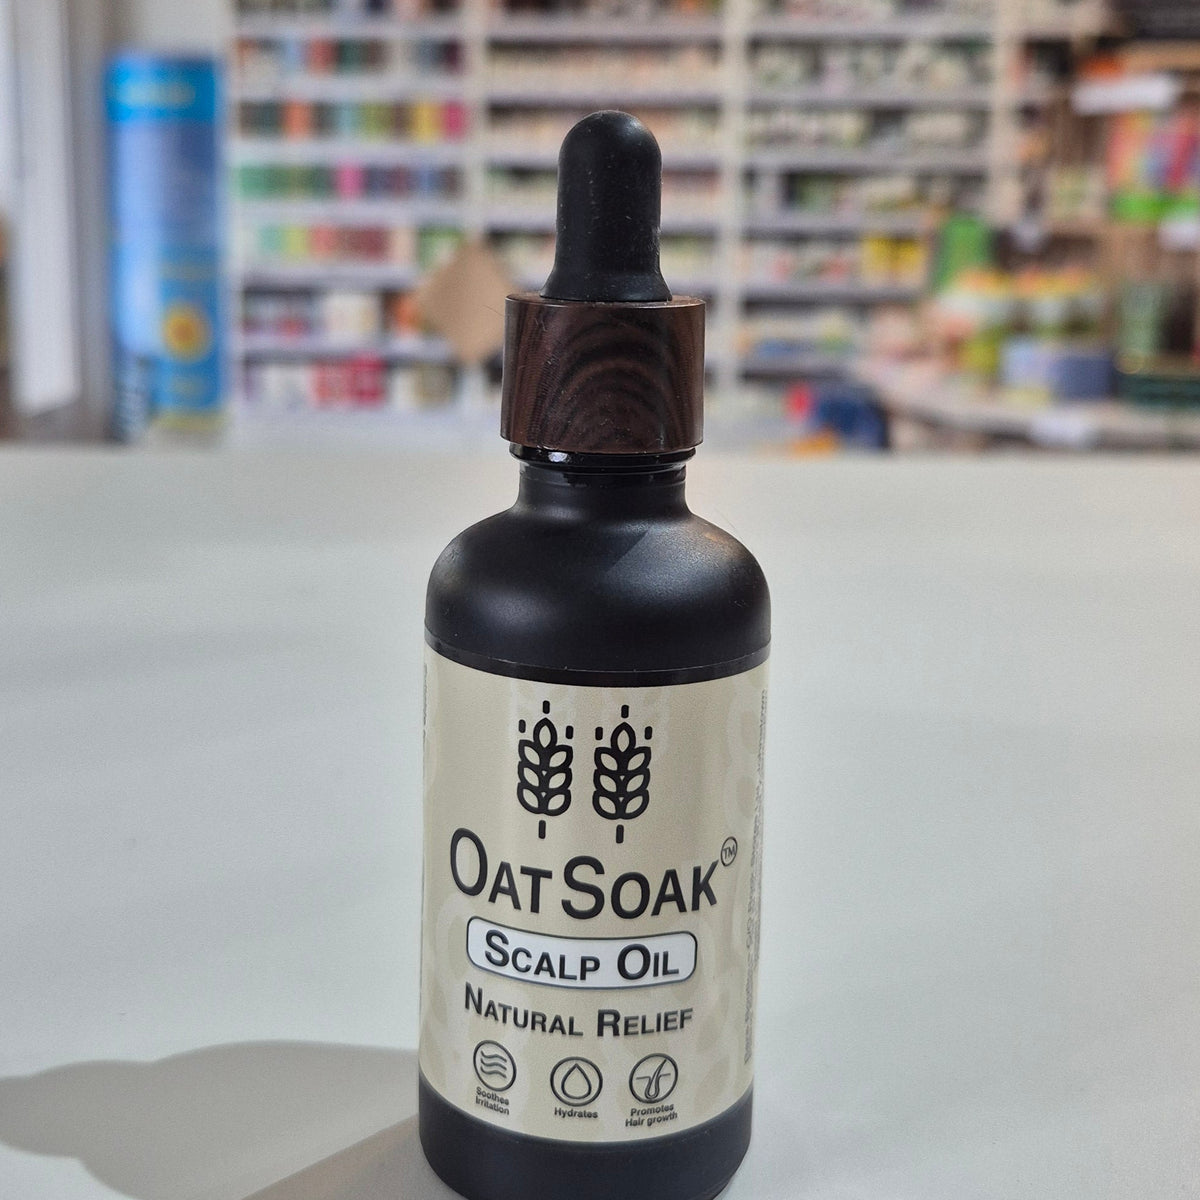 OATSOAK™
SCALP OIL
NATURAL RELIEF
Soothes
Irritation
Hydrates
Promotes
Hair growth